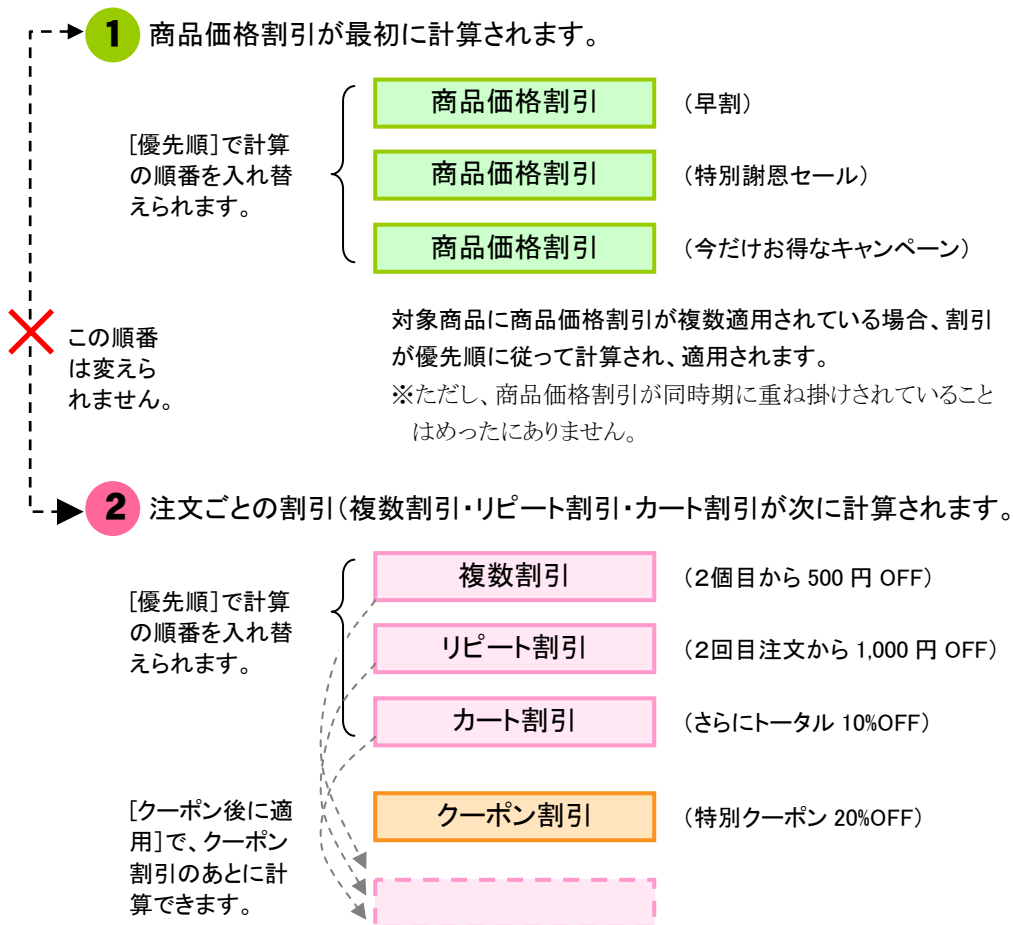 1 商品価格割引が最初に計算されます。
商品価格割引 （早割）
［優先順］で計算
の順番を入れ替
えられます。
商品価格割引 （特別謝恩セール）
商品価格割引 （今だけお得なキャンペーン）
この順番
は変えら
れません。
対象商品に商品価格割引が複数適用されている場合、割引
が優先順に従って計算され、適用されます。
※ただし、商品価格割引が同時期に重ね掛けされていること
はめったにありません。
2 注文ごとの割引（複数割引・リピート割引・カート割引が次に計算されます。
複数割引 （２個目から 500 円 OFF）
［優先順］で計算
の順番を入れ替
えられます。
リピート割引 （２回目注文から 1,000 円 OFF）
カート割引 （さらにトータル 10%OFF）
［クーポン後に適
用］で、クーポン
割引のあとに計
算できます。
クーポン割引 （特別クーポン 20%OFF）